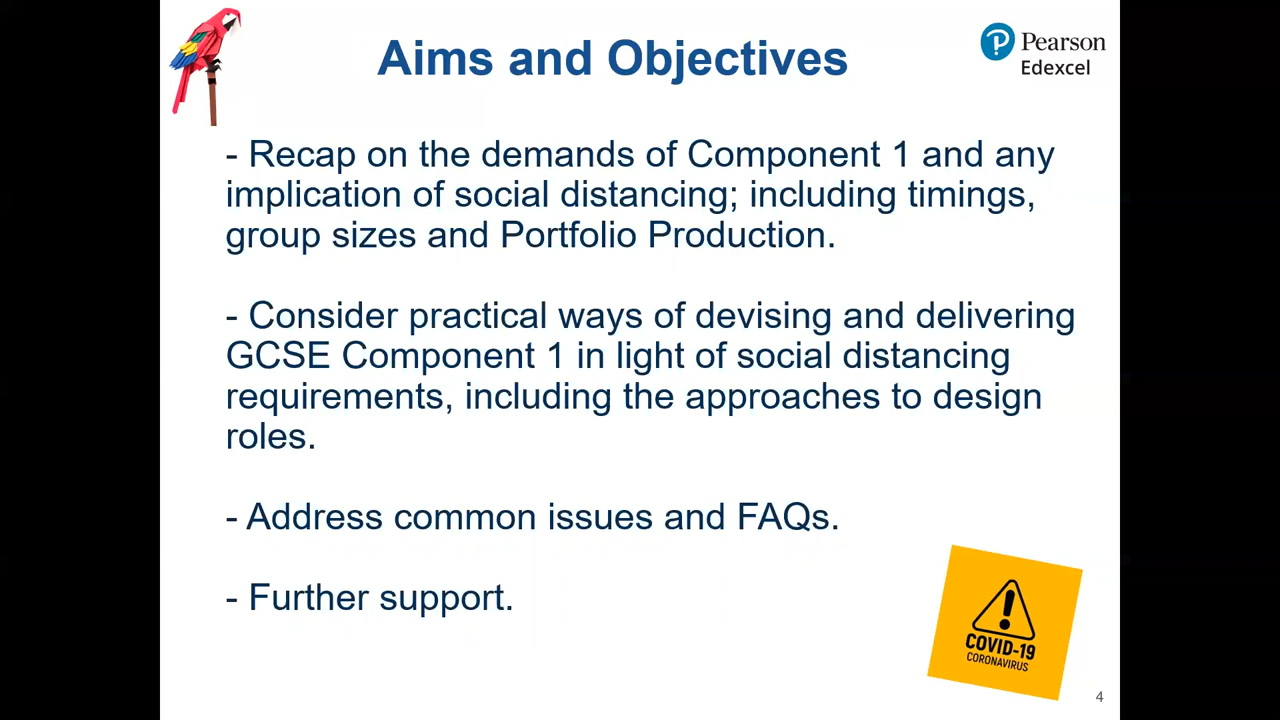 Aims and Objectives
Pearson
Edexcel
- Recap on the demands of Component 1 and any
implication of social distancing; including timings,
group sizes and Portfolio Production.
- Consider practical ways of devising and delivering
GCSE Component 1 in light of social distancing
requirements, including the approaches to design
roles.
- Address common issues and FAQs.
- Further support.
COVID-19
CORONAVIRUS
4